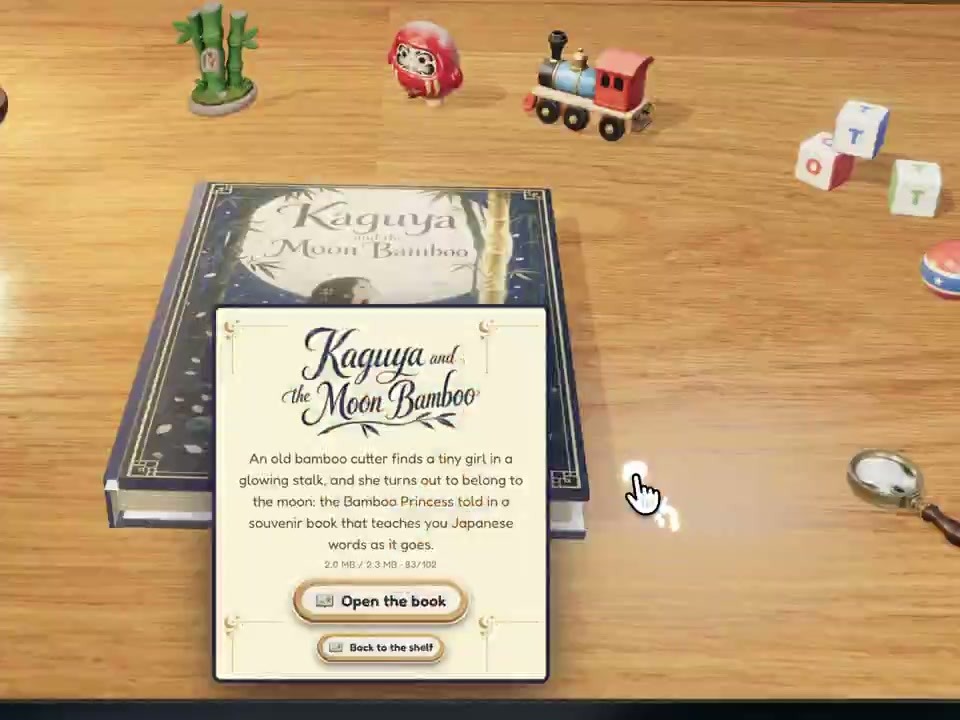 T
O
T
T
T
Kaguya
and the
Moon Bamboo
Kaguya and
the Moon Bamboo
An old bamboo cutter finds a tiny girl in a
glowing stalk, and she turns out to belong to
the moon: the Bamboo Princess told in a
souvenir book that teaches you Japanese
words as it goes.
2.0 MB / 2.3 MB · 83/102
Open the book
Back to the shelf